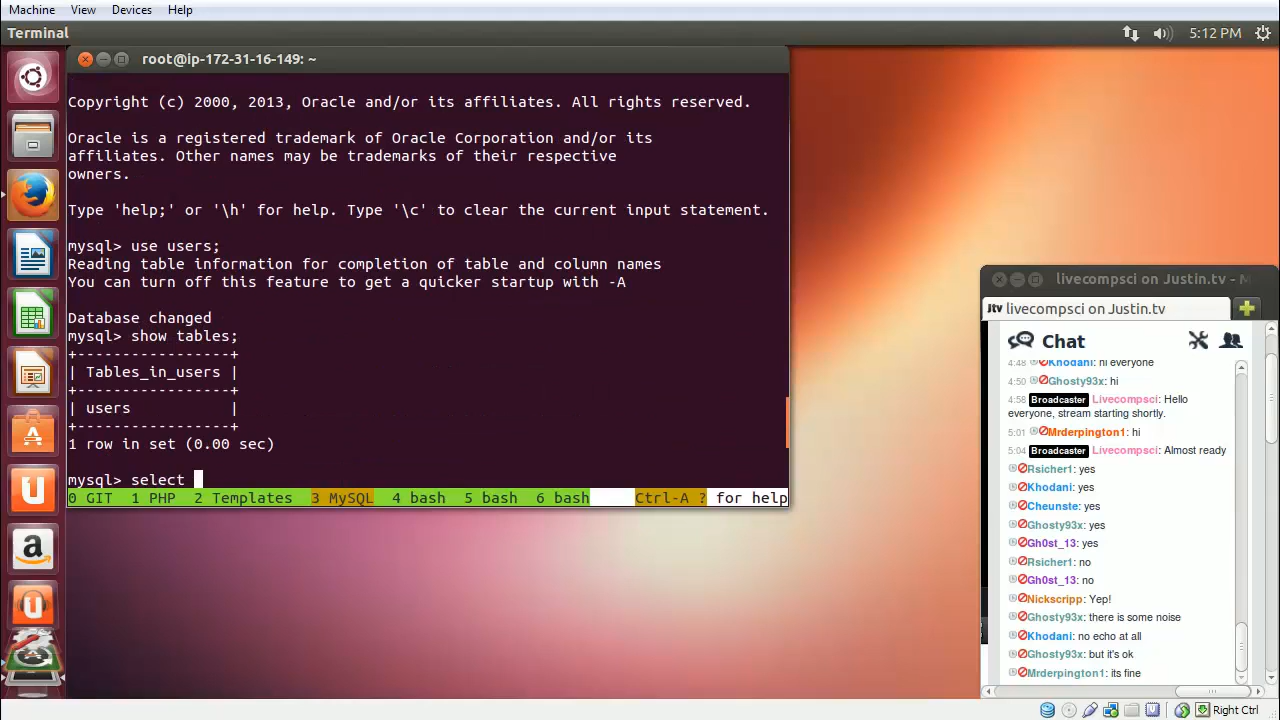 Machine View Devices Help
Terminal
5:12 PM
root@ip-172-31-16-149: ~
Copyright (c) 2000, 2013, Oracle and/or its affiliates. All rights reserved.
Oracle is a registered trademark of Oracle Corporation and/or its
affiliates. Other names may be trademarks of their respective
owners.
Type 'help;' or '\h' for help. Type '\c' to clear the current input statement.
mysql> use users;
Reading table information for completion of table and column names
You can turn off this feature to get a quicker startup with -A
Database changed
mysql> show tables;
+-----------------+
| Tables_in_users |
+-----------------+
| users           |
+-----------------+
1 row in set (0.00 sec)
mysql> select
0 GIT 1 PHP 2 Templates 3 MySQL 4 bash 5 bash 6 bash Ctrl-A ? for help
livecompsci on Justin.tv - M
Jtv livecompsci on Justin.tv
Chat
4:48 Khodani: hi everyone
4:50 Ghosty93x: hi
4:58 Broadcaster Livecompsci: Hello
everyone, stream starting shortly.
5:01 Mrderpington1: hi
5:04 Broadcaster Livecompsci: Almost ready
Rsicher1: yes
Khodani: yes
Cheunste: yes
Ghosty93x: yes
Gh0st_13: yes
Rsicher1: no
Gh0st_13: no
Nickscripp: Yep!
Ghosty93x: there is some noise
Khodani: no echo at all
Ghosty93x: but it's ok
Mrderpington1: its fine
Right Ctrl